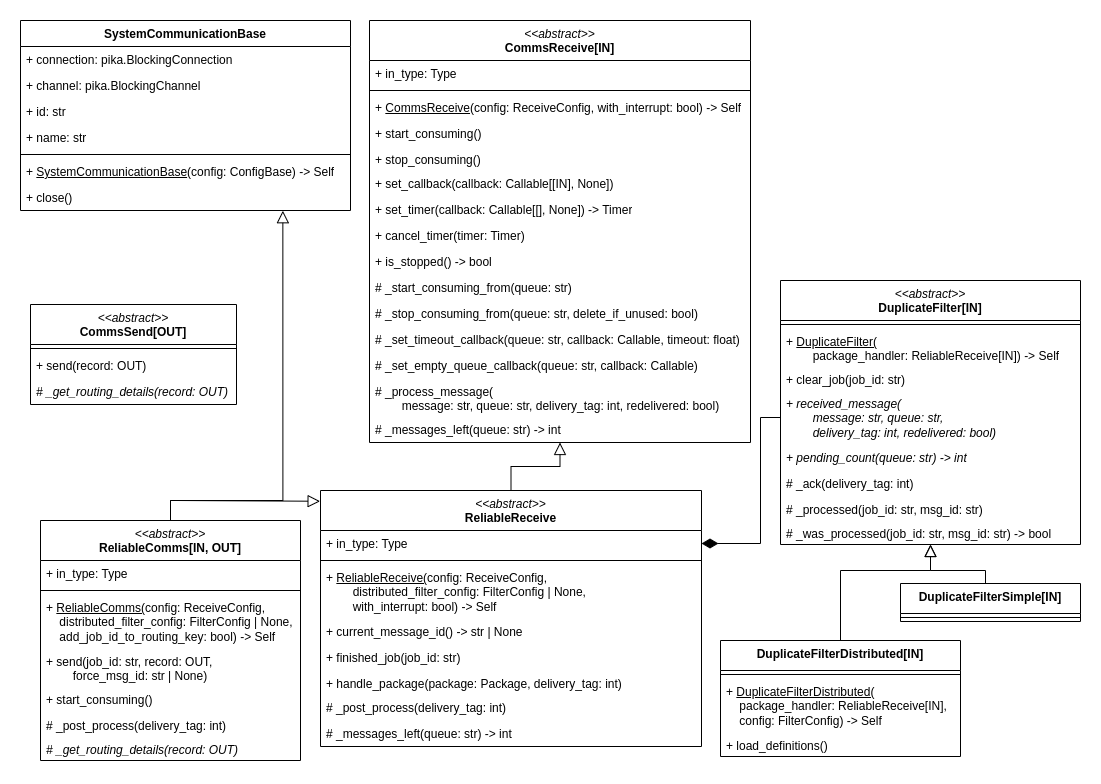 SystemCommunicationBase
+ connection: pika.BlockingConnection
+ channel: pika.BlockingChannel
+ id: str
+ name: str
+ SystemCommunicationBase(config: ConfigBase) -> Self
+ close()
<<abstract>>
CommsReceive[IN]
+ in_type: Type
+ CommsReceive(config: ReceiveConfig, with_interrupt: bool) -> Self
+ start_consuming()
+ stop_consuming()
+ set_callback(callback: Callable[[IN], None])
+ set_timer(callback: Callable[[], None]) -> Timer
+ cancel_timer(timer: Timer)
+ is_stopped() -> bool
# _start_consuming_from(queue: str)
# _stop_consuming_from(queue: str, delete_if_unused: bool)
# _set_timeout_callback(queue: str, callback: Callable, timeout: float)
# _set_empty_queue_callback(queue: str, callback: Callable)
# _process_message(
message: str, queue: str, delivery_tag: int, redelivered: bool)
# _messages_left(queue: str) -> int
<<abstract>>
CommsSend[OUT]
+ send(record: OUT)
# _get_routing_details(record: OUT)
<<abstract>>
DuplicateFilter[IN]
+ DuplicateFilter(
package_handler: ReliableReceive[IN]) -> Self
+ clear_job(job_id: str)
+ received_message(
message: str, queue: str,
delivery_tag: int, redelivered: bool)
+ pending_count(queue: str) -> int
# _ack(delivery_tag: int)
# _processed(job_id: str, msg_id: str)
# _was_processed(job_id: str, msg_id: str) -> bool
<<abstract>>
ReliableComms[IN, OUT]
+ in_type: Type
+ ReliableComms(config: ReceiveConfig,
distributed_filter_config: FilterConfig | None,
add_job_id_to_routing_key: bool) -> Self
+ send(job_id: str, record: OUT,
force_msg_id: str | None)
+ start_consuming()
# _post_process(delivery_tag: int)
# _get_routing_details(record: OUT)
<<abstract>>
ReliableReceive
+ in_type: Type
+ ReliableReceive(config: ReceiveConfig,
distributed_filter_config: FilterConfig | None,
with_interrupt: bool) -> Self
+ current_message_id() -> str | None
+ finished_job(job_id: str)
+ handle_package(package: Package, delivery_tag: int)
# _post_process(delivery_tag: int)
# _messages_left(queue: str) -> int
DuplicateFilterSimple[IN]
DuplicateFilterDistributed[IN]
+ DuplicateFilterDistributed(
package_handler: ReliableReceive[IN],
config: FilterConfig) -> Self
+ load_definitions()